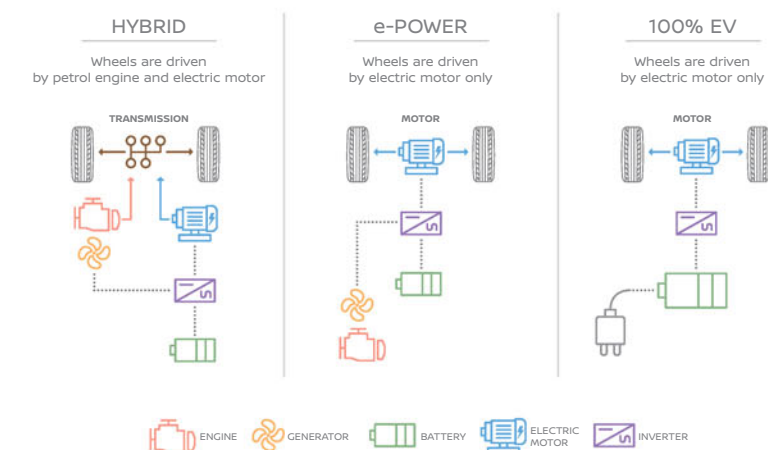 HYBRID
Wheels are driven
by petrol engine and electric motor
TRANSMISSION
e-POWER
Wheels are driven
by electric motor only
MOTOR
100% EV
Wheels are driven
by electric motor only
MOTOR
ENGINE
GENERATOR
BATTERY
ELECTRIC
MOTOR
INVERTER